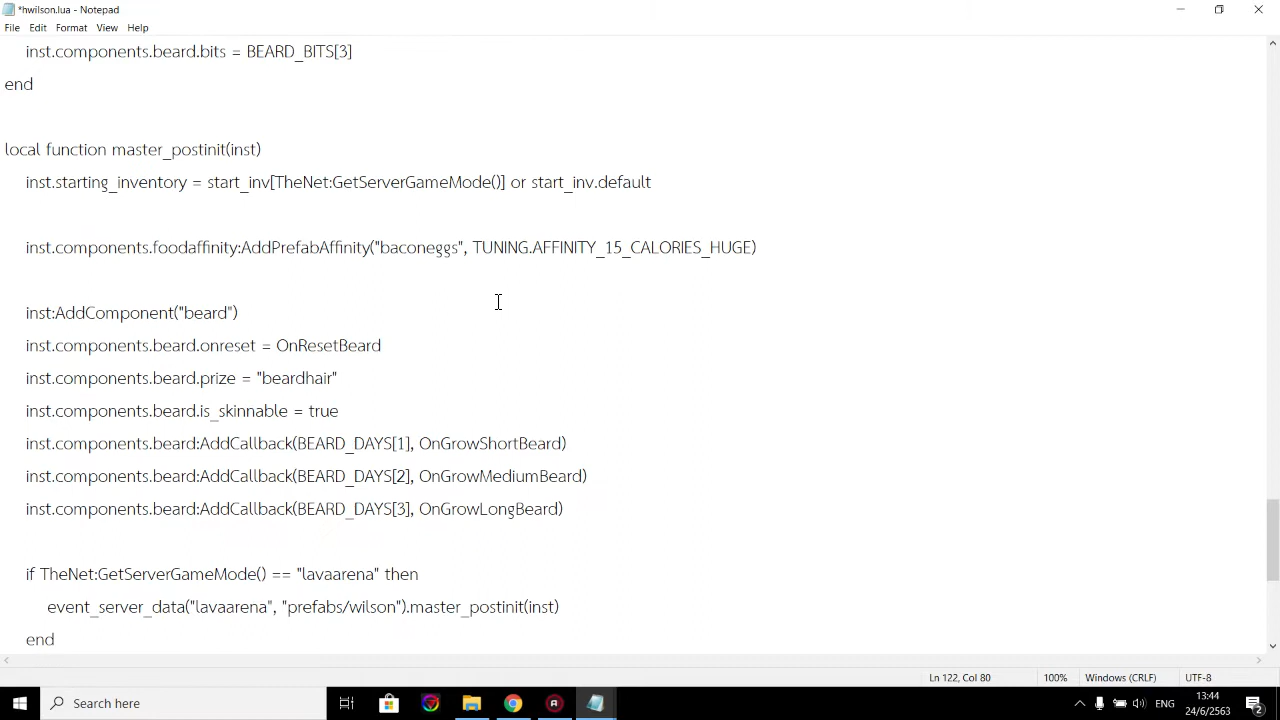 *hwilson.lua - Notepad
File Edit Format View Help
inst.components.beard.bits = BEARD_BITS[3]
end
local function master_postinit(inst)
inst.starting_inventory = start_inv[TheNet:GetServerGameMode()] or start_inv.default
inst.components.foodaffinity:AddPrefabAffinity("baconeggs", TUNING.AFFINITY_15_CALORIES_HUGE)
inst:AddComponent("beard")
inst.components.beard.onreset = OnResetBeard
inst.components.beard.prize = "beardhair"
inst.components.beard.is_skinnable = true
inst.components.beard:AddCallback(BEARD_DAYS[1], OnGrowShortBeard)
inst.components.beard:AddCallback(BEARD_DAYS[2], OnGrowMediumBeard)
inst.components.beard:AddCallback(BEARD_DAYS[3], OnGrowLongBeard)
if TheNet:GetServerGameMode() == "lavaarena" then
event_server_data("lavaarena", "prefabs/wilson").master_postinit(inst)
end
Ln 122, Col 80 100% Windows (CRLF) UTF-8
Search here ENG 13:44
24/6/2563 2